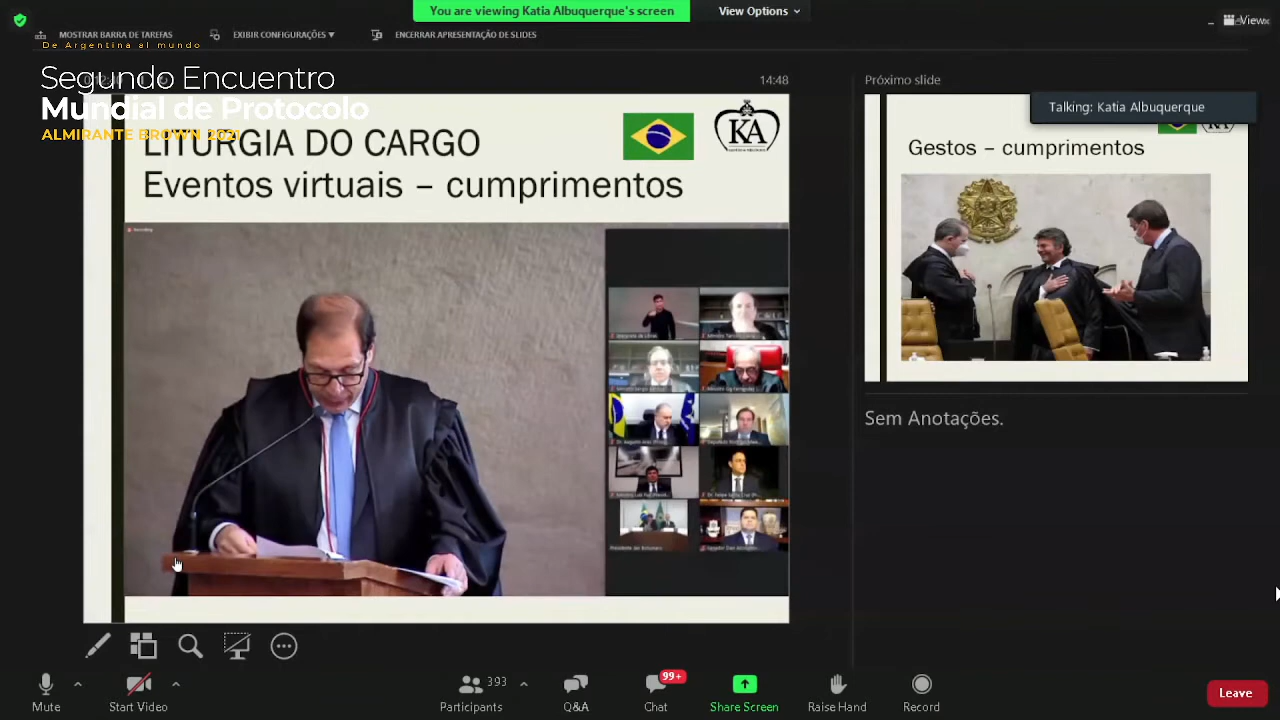 You are viewing Katia Albuquerque's screen
View Options
View
MOSTRAR BARRA DE TAREFAS
EXIBIR CONFIGURAÇÕES
ENCERRAR APRESENTAÇÃO DE SLIDES
De Argentina al mundo
Segundo Encuentro
Mundial de Protocolo
ALMIRANTE BROWN 2021
14:48
LITURGIA DO CARGO
Eventos virtuais – cumprimentos
KA
Próximo slide
Talking: Katia Albuquerque
Gestos – cumprimentos
Sem Anotações.
Mute
Start Video
Participants
393
Q&A
Chat
99+
Share Screen
Raise Hand
Record
Leave